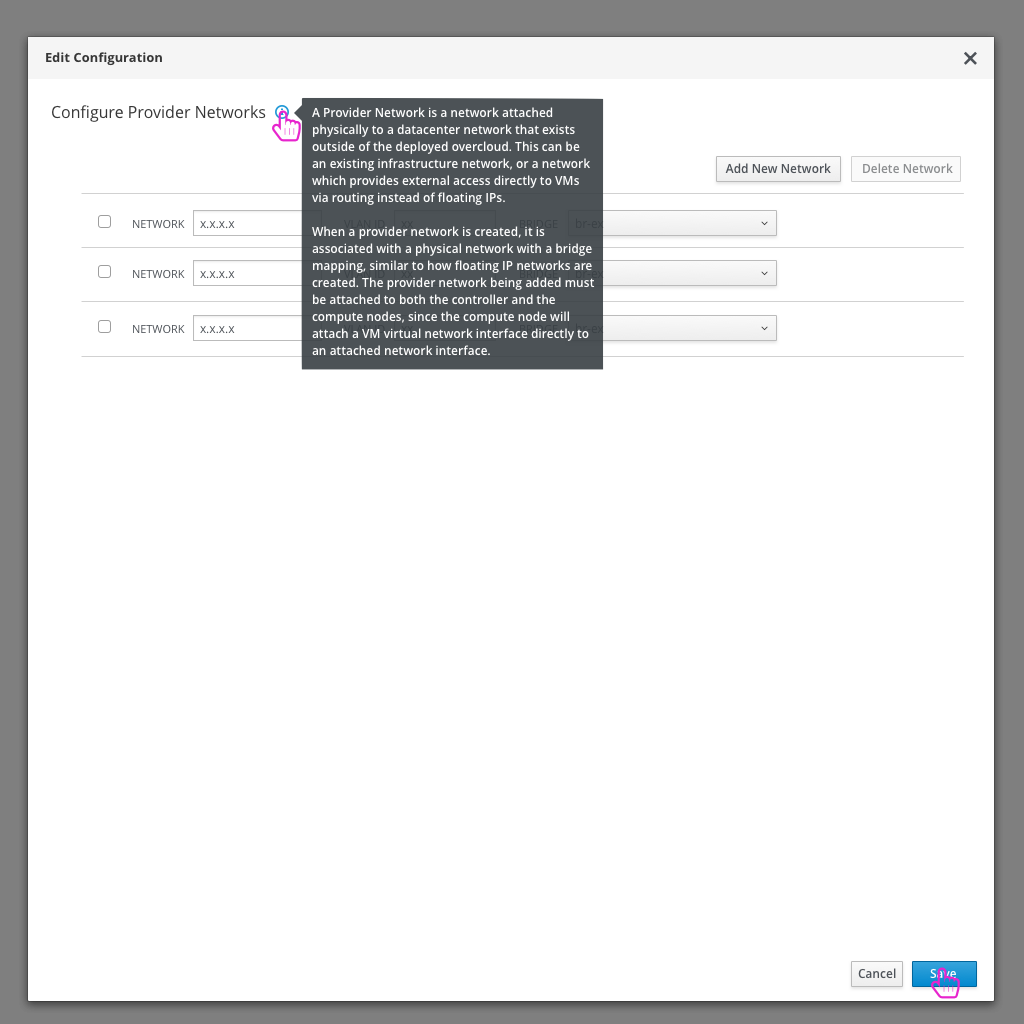 Edit Configuration
Configure Provider Networks
A Provider Network is a network attached
physically to a datacenter network that exists
outside of the deployed overcloud. This can be
an existing infrastructure network, or a network
which provides external access directly to VMs
via routing instead of floating IPs.
When a provider network is created, it is
associated with a physical network with a bridge
mapping, similar to how floating IP networks are
created. The provider network being added must
be attached to both the controller and the
compute nodes, since the compute node will
attach a VM virtual network interface directly to
an attached network interface.
Add New Network Delete Network
NETWORK x.x.x.x VLAN ID xx BRIDGE br-ex
NETWORK x.x.x.x
NETWORK x.x.x.x br-ex
Cancel Save